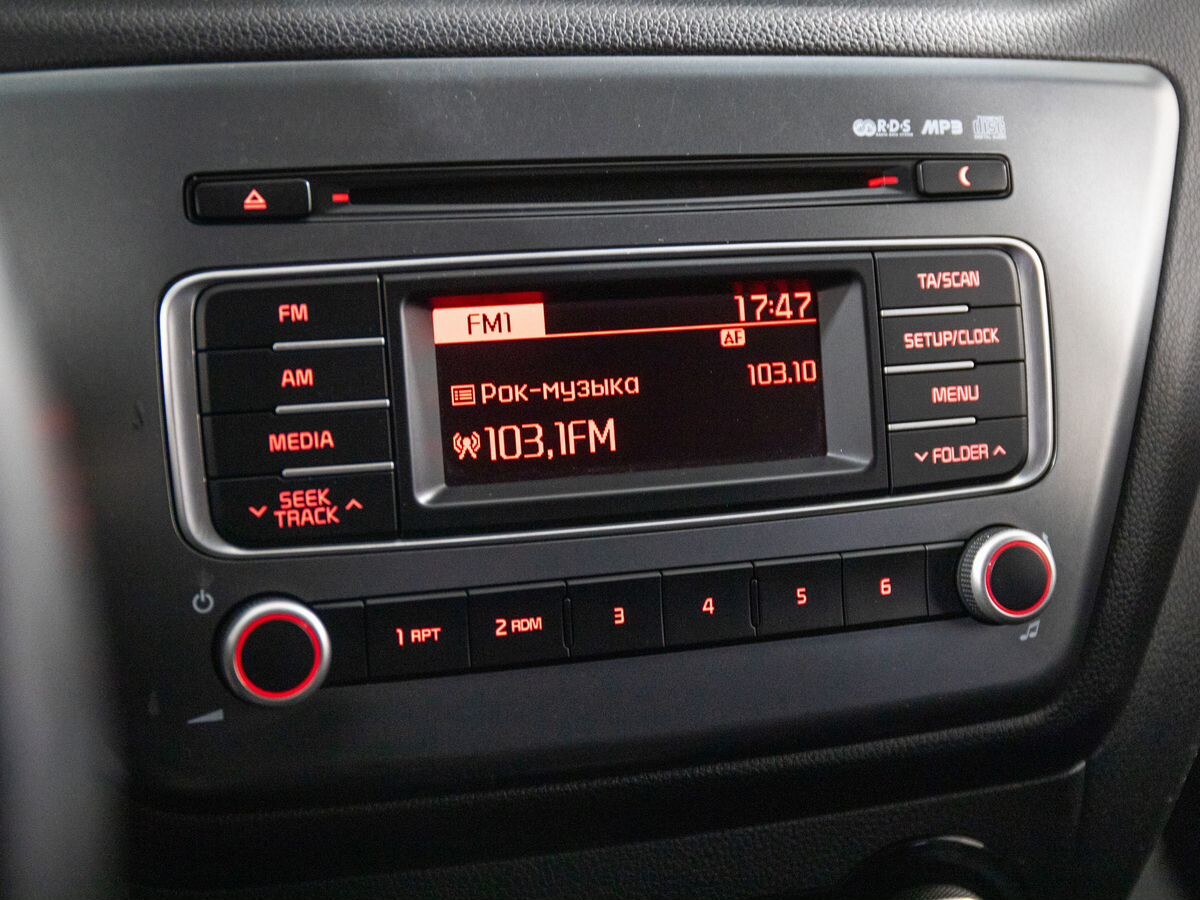 R·D·S MP3 disc
FM
AM
MEDIA
SEEK
TRACK
FM1 17:47
AF
Рок-музыка 103.10
103,1FM
TA/SCAN
SETUP/CLOCK
MENU
FOLDER
1 RPT 2 RDM 3 4 5 6